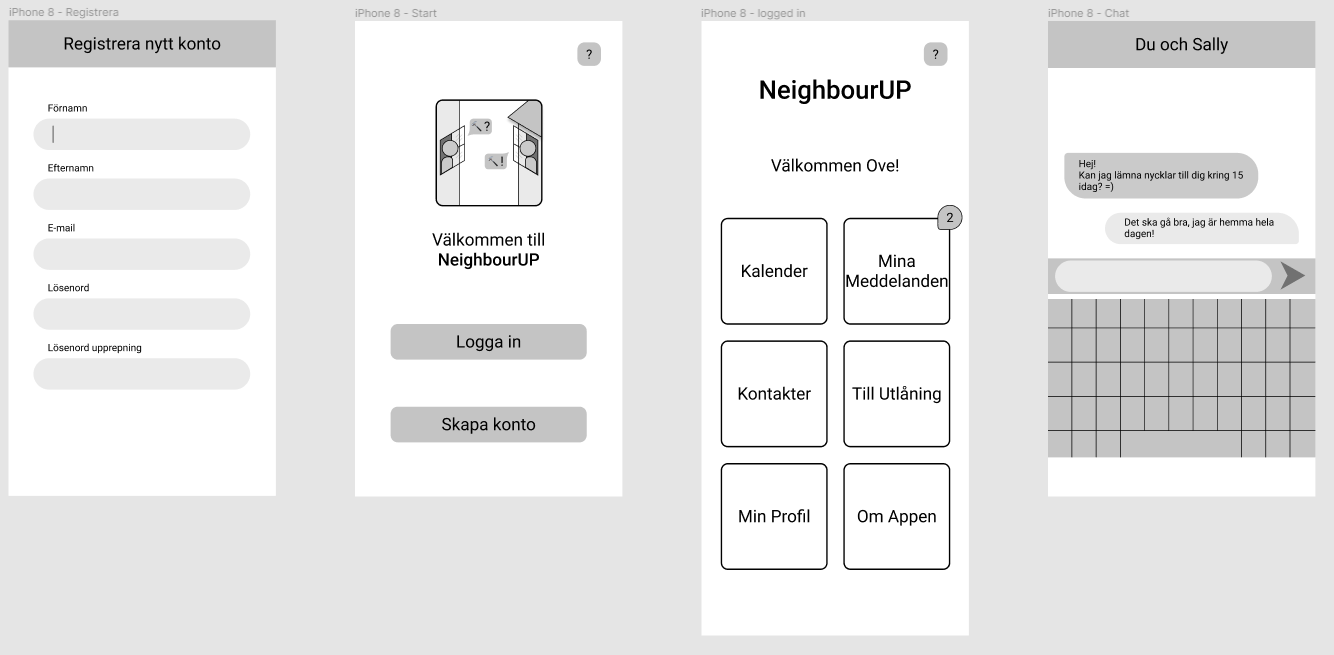 iPhone 8 - Registrera
Registrera nytt konto
Förnamn
Efternamn
E-mail
Lösenord
Lösenord upprepning
iPhone 8 - Start
?
?
!
Välkommen till
NeighbourUP
Logga in
Skapa konto
iPhone 8 - logged in
?
NeighbourUP
Välkommen Ove!
Kalender
2
Mina
Meddelanden
Kontakter
Till Utlåning
Min Profil
Om Appen
iPhone 8 - Chat
Du och Sally
Hej!
Kan jag lämna nycklar till dig kring 15
idag? =)
Det ska gå bra, jag är hemma hela
dagen!